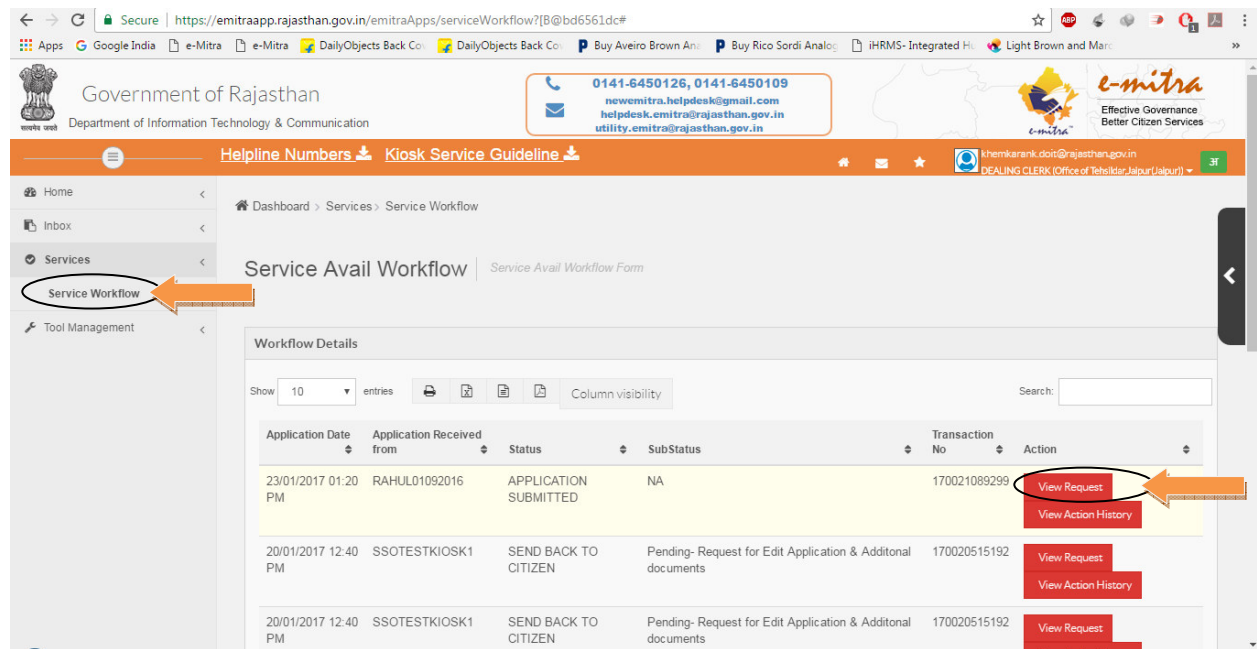 Secure | https://emitraapp.rajasthan.gov.in/emitraApps/serviceWorkflow?[B@bd6561dc#
Apps Google India e-Mitra e-Mitra DailyObjects Back Co DailyObjects Back Co Buy Aveiro Brown Ana Buy Rico Sordi Analog iHRMS- Integrated H Light Brown and Mar »
ABP
1
सत्यमेव जयते
Government of Rajasthan
Department of Information Technology & Communication
0141-6450126, 0141-6450109
newemitra.helpdesk@gmail.com
helpdesk.emitra@rajasthan.gov.in
utility.emitra@rajasthan.gov.in
e-mitra
e-mitra
Effective Governance
Better Citizen Services
Helpline Numbers Kiosk Service Guideline
khemkarank.doit@rajasthan.gov.in
DEALING CLERK (Office of Tehsildar,Jaipur(Jaipur))
अ
Home
Inbox
Services
Service Workflow
Tool Management
Dashboard > Services > Service Workflow
Service Avail Workflow | Service Avail Workflow Form
Workflow Details
Show 10 entries Column visibility Search:
Application Date Application Received from Status SubStatus Transaction No Action
23/01/2017 01:20 PM RAHUL01092016 APPLICATION SUBMITTED NA 170021089299 View Request
View Action History
20/01/2017 12:40 PM SSOTESTKIOSK1 SEND BACK TO CITIZEN Pending- Request for Edit Application & Additonal documents 170020515192 View Request
View Action History
20/01/2017 12:40 PM SSOTESTKIOSK1 SEND BACK TO CITIZEN Pending- Request for Edit Application & Additonal documents 170020515192 View Request